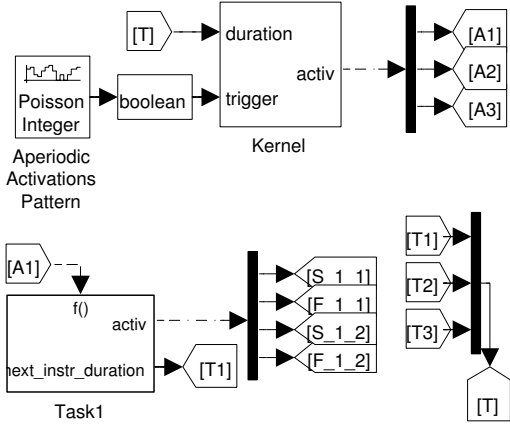 [T]
duration
[A1]
activ
[A2]
Poisson
Integer
boolean
trigger
[A3]
Kernel
Aperiodic
Activations
Pattern
[A1]
f()
activ
next_instr_duration
[T1]
Task1
[S_1_1]
[F_1_1]
[S_1_2]
[F_1_2]
[T1]
[T2]
[T3]
[T]